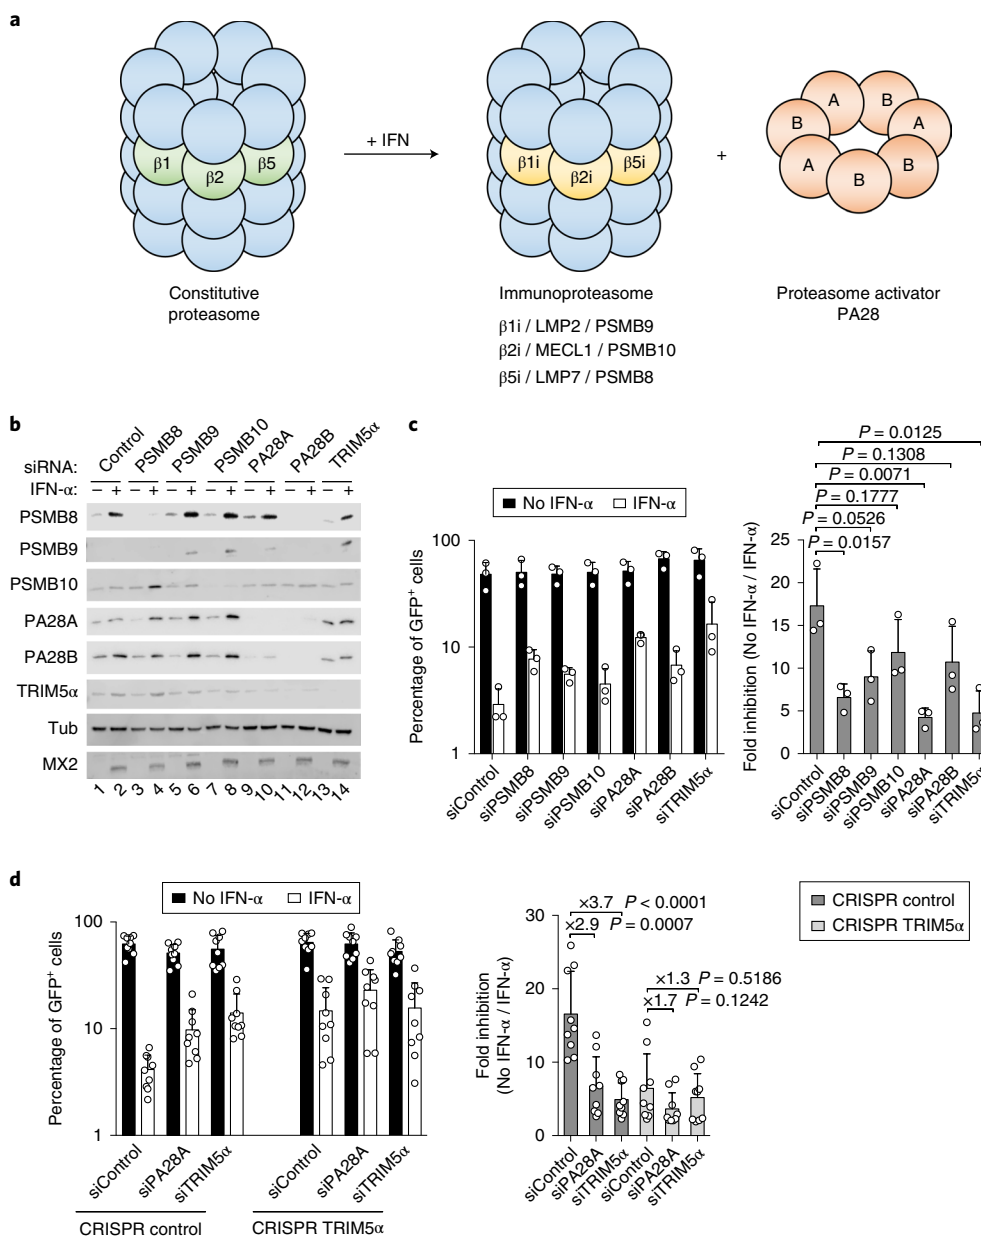 a
β1
β2
β5
+ IFN
β1i
β2i
β5i
+
A
B
B
A
A
B
B
Constitutive
proteasome
Immunoproteasome
β1i / LMP2 / PSMB9
β2i / MECL1 / PSMB10
β5i / LMP7 / PSMB8
Proteasome activator
PA28
b
siRNA: Control PSMB8 PSMB9 PSMB10 PA28A PA28B TRIM5α
IFN-α: – + – + – + – + – + – + – +
PSMB8
PSMB9
PSMB10
PA28A
PA28B
TRIM5α
Tub
MX2
1 2 3 4 5 6 7 8 9 10 11 12 13 14
c
No IFN-α IFN-α
Percentage of GFP+ cells
100
10
1
siControl siPSMB8 siPSMB9 siPSMB10 siPA28A siPA28B siTRIM5α
P = 0.0125
P = 0.1308
P = 0.0071
P = 0.1777
P = 0.0526
P = 0.0157
Fold inhibition (No IFN-α / IFN-α)
25
20
15
10
5
0
siControl siPSMB8 siPSMB9 siPSMB10 siPA28A siPA28B siTRIM5α
d
No IFN-α IFN-α
Percentage of GFP+ cells
100
10
1
siControl siPA28A siTRIM5α siControl siPA28A siTRIM5α
CRISPR control CRISPR TRIM5α
CRISPR control
CRISPR TRIM5α
×3.7 P < 0.0001
×2.9 P = 0.0007
×1.3 P = 0.5186
×1.7 P = 0.1242
Fold inhibition
(No IFN-α / IFN-α)
30
20
10
0
siControl siPA28A siTRIM5α siControl siPA28A siTRIM5α